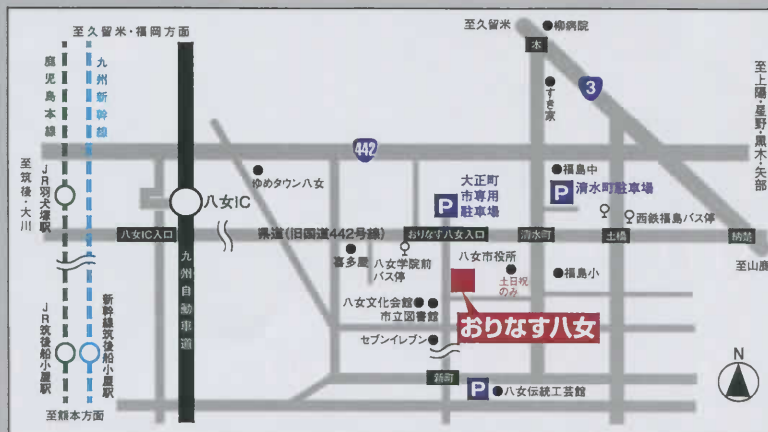 至久留米・福岡方面
至久留米
柳病院
本
鹿児島本線
九州新幹線
3
すき家
至上陽・星野・黒木・矢部
442
ゆめタウン八女
大正町
市専用
駐車場
P
福島中
P
清水町駐車場
至筑後・大川
JR羽犬塚駅
八女IC
西鉄福島バス停
八女IC入口
県道(旧国道442号線)
おりなす八女入口
清水町
土橋
納楚
至山鹿
喜多屋
八女学院前
バス停
八女市役所
土日祝
のみ
福島小
九州自動車道
八女文化会館
市立図書館
おりなす八女
セブンイレブン
JR筑後船小屋駅
新幹線筑後船小屋駅
新町
P
八女伝統工芸館
N
至熊本方面